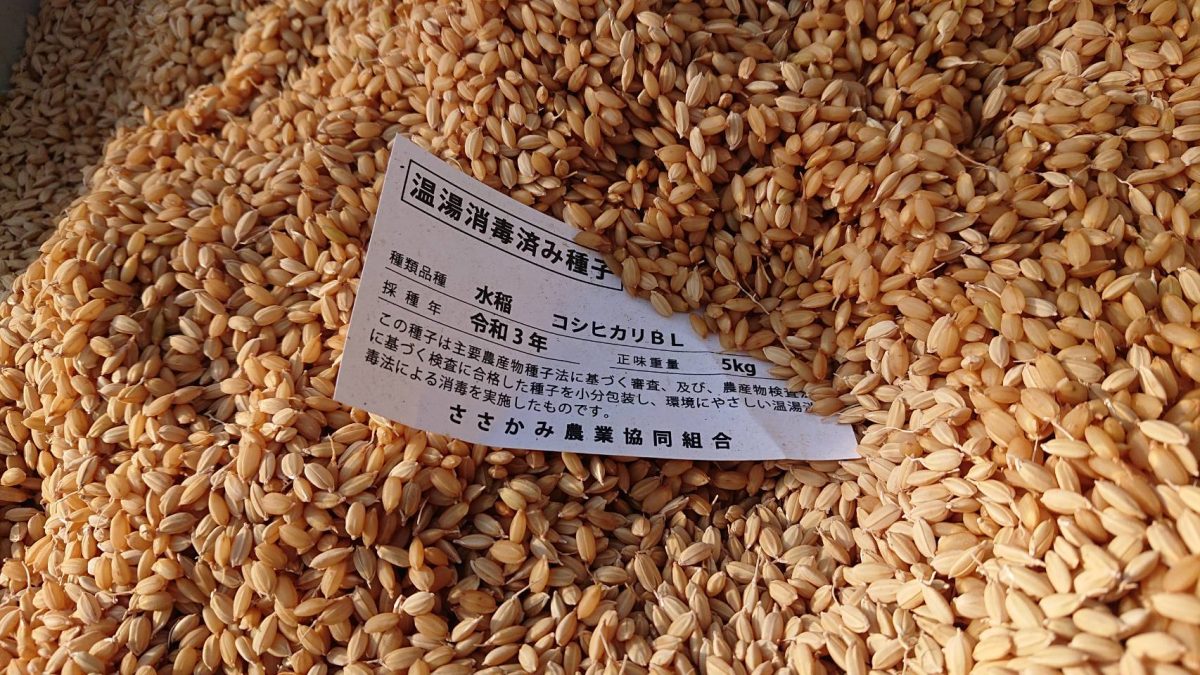 温湯消毒済み種子
種類品種 水稲 コシヒカリBL
採種年 令和3年 正味重量 5kg
この種子は主要農産物種子法に基づく審査、及び、農産物検査
に基づく検査に合格した種子を小分包装し、環境にやさしい温湯
毒法による消毒を実施したものです。
ささかみ農業協同組合